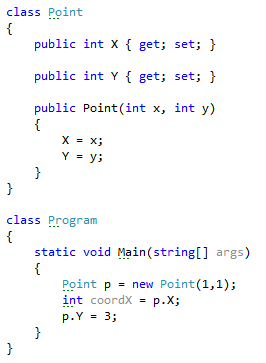 class Point
{
    public int X { get; set; }

    public int Y { get; set; }

    public Point(int x, int y)
    {
        X = x;
        Y = y;
    }
}

class Program
{
    static void Main(string[] args)
    {
        Point p = new Point(1,1);
        int coordX = p.X;
        p.Y = 3;
    }
}